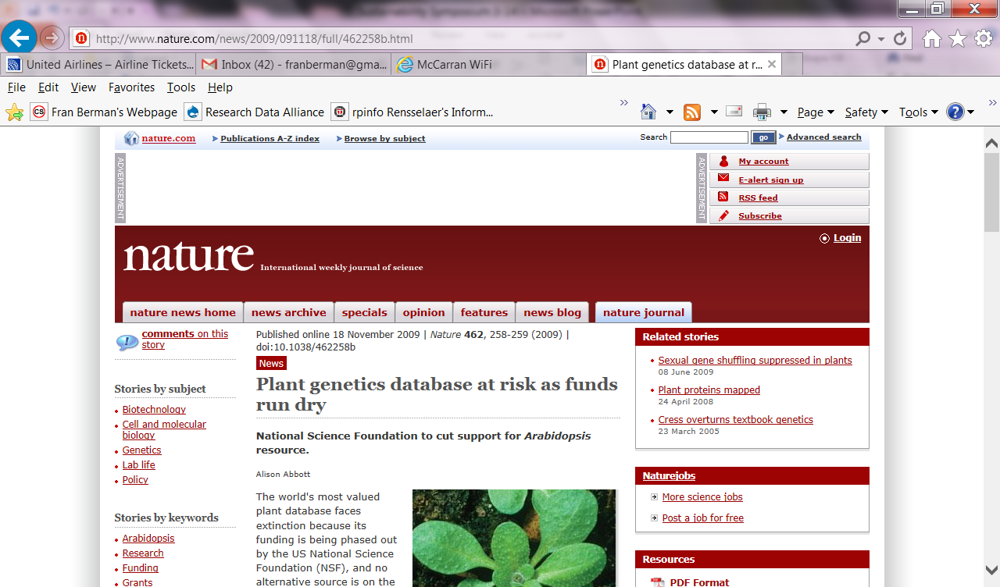 http://www.nature.com/news/2009/091118/full/462258b.html
United Airlines – Airline Tickets...
Inbox (42) - franberman@gma...
McCarran WiFi
Plant genetics database at r...
File Edit View Favorites Tools Help
Fran Berman's Webpage
Research Data Alliance
rpinfo Rensselaer's Inform...
Page Safety Tools
nature.com
Publications A-Z index
Browse by subject
Search
go
Advanced search
ADVERTISEMENT
ADVERTISEMENT
My account
E-alert sign up
RSS feed
Subscribe
Login
nature International weekly journal of science
nature news home
news archive
specials
opinion
features
news blog
nature journal
comments on this
story
Stories by subject
Biotechnology
Cell and molecular
biology
Genetics
Lab life
Policy
Stories by keywords
Arabidopsis
Research
Funding
Grants
Published online 18 November 2009 | Nature 462, 258-259 (2009) |
doi:10.1038/462258b
News
Plant genetics database at risk as funds
run dry
National Science Foundation to cut support for Arabidopsis
resource.
Alison Abbott
The world's most valued
plant database faces
extinction because its
funding is being phased out
by the US National Science
Foundation (NSF), and no
alternative source is on the
Related stories
Sexual gene shuffling suppressed in plants
08 June 2009
Plant proteins mapped
24 April 2008
Cress overturns textbook genetics
23 March 2005
Naturejobs
More science jobs
Post a job for free
Resources
PDF Format